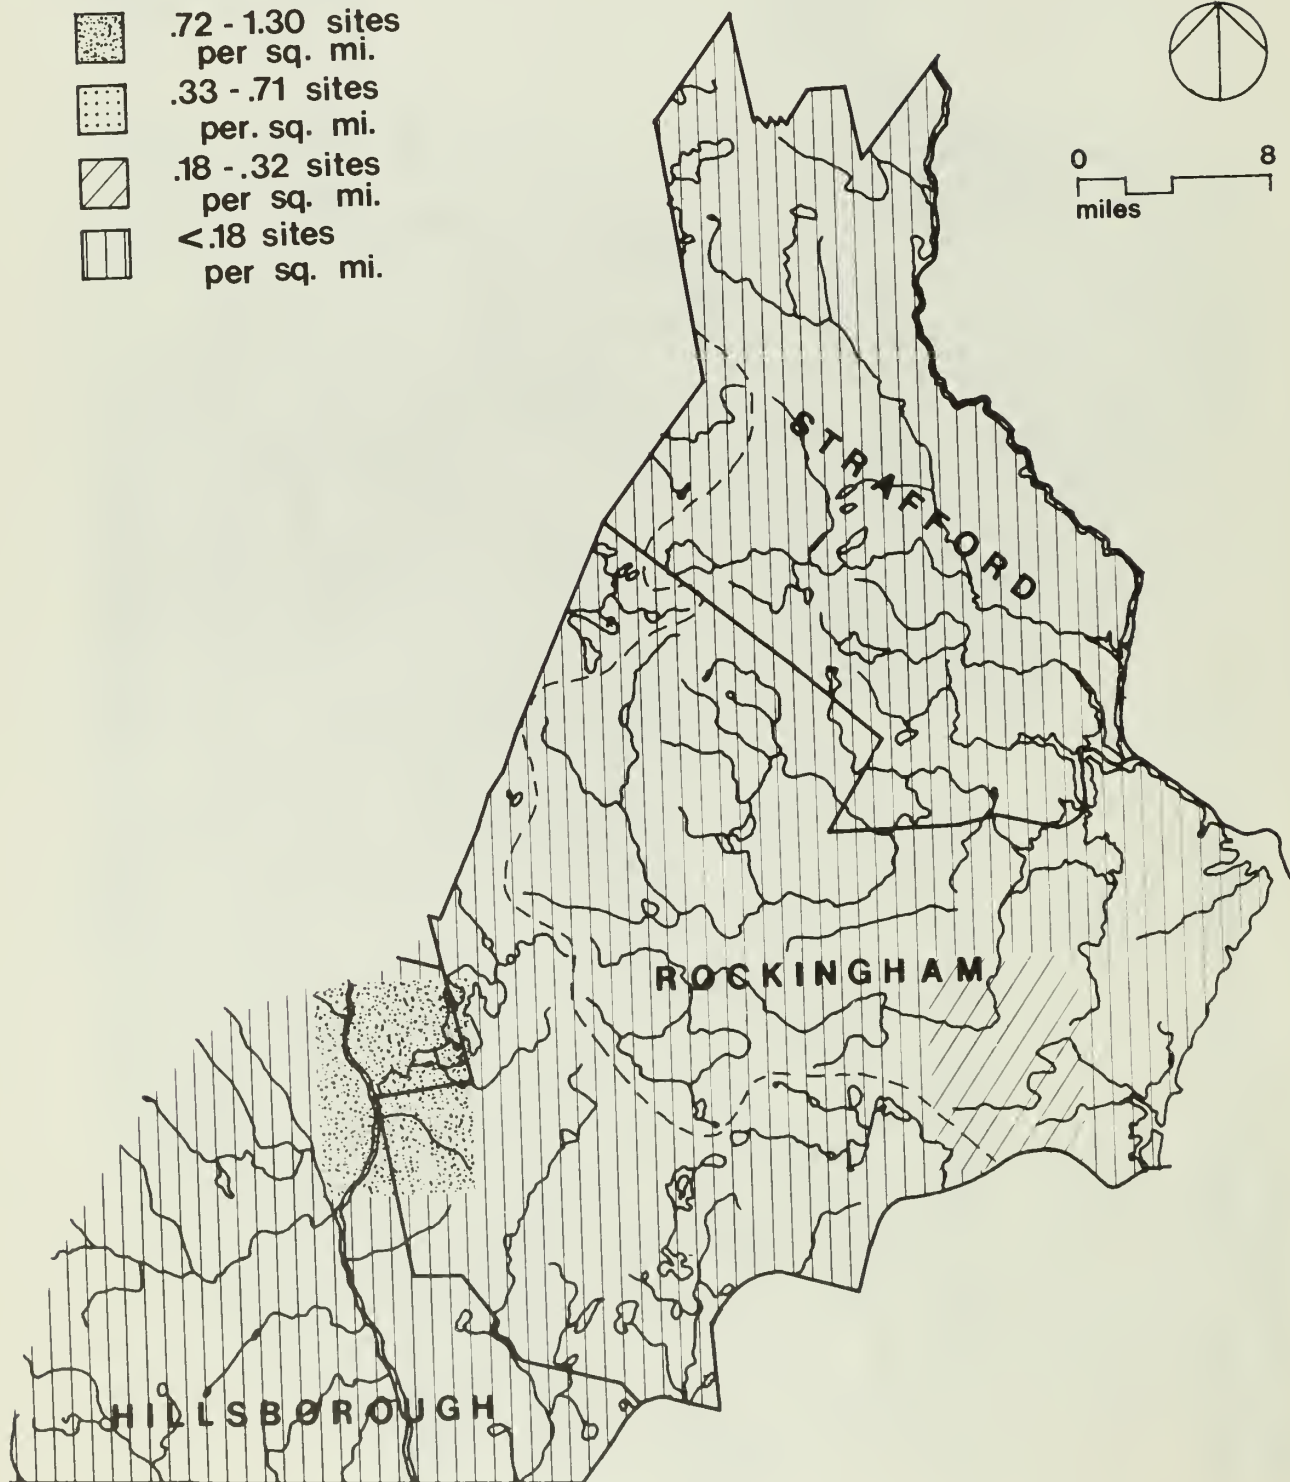 .72 - 1.30 sites
per sq. mi.
.33 - .71 sites
per. sq. mi.
.18 - .32 sites
per sq. mi.
<.18 sites
per sq. mi.
0 8
miles
STRAFFORD
ROCKINGHAM
HILLSBOROUGH